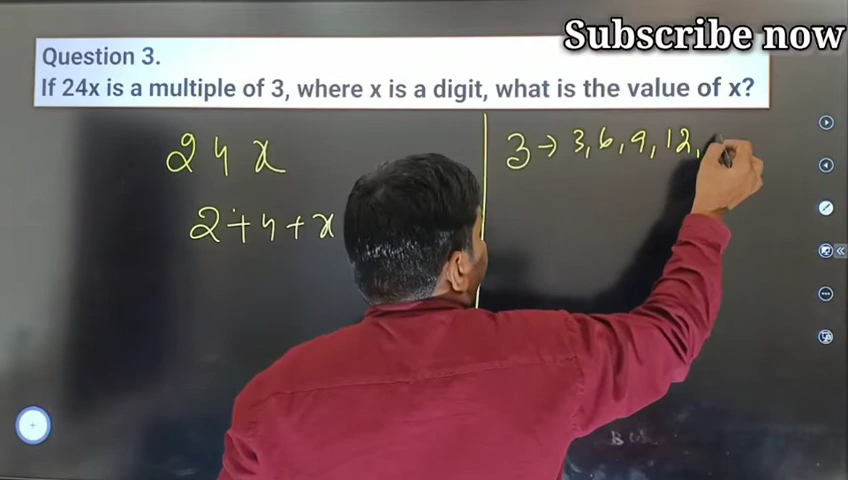 Subscribe now
Question 3.
If 24x is a multiple of 3, where x is a digit, what is the value of x?
24x
2+4+x
3→3,6,9,12,